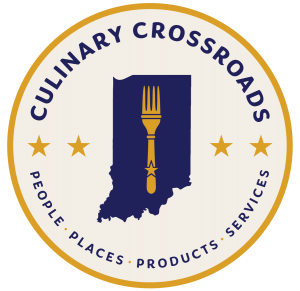 CULINARY CROSSROADS
PEOPLE · PLACES · PRODUCTS · SERVICES